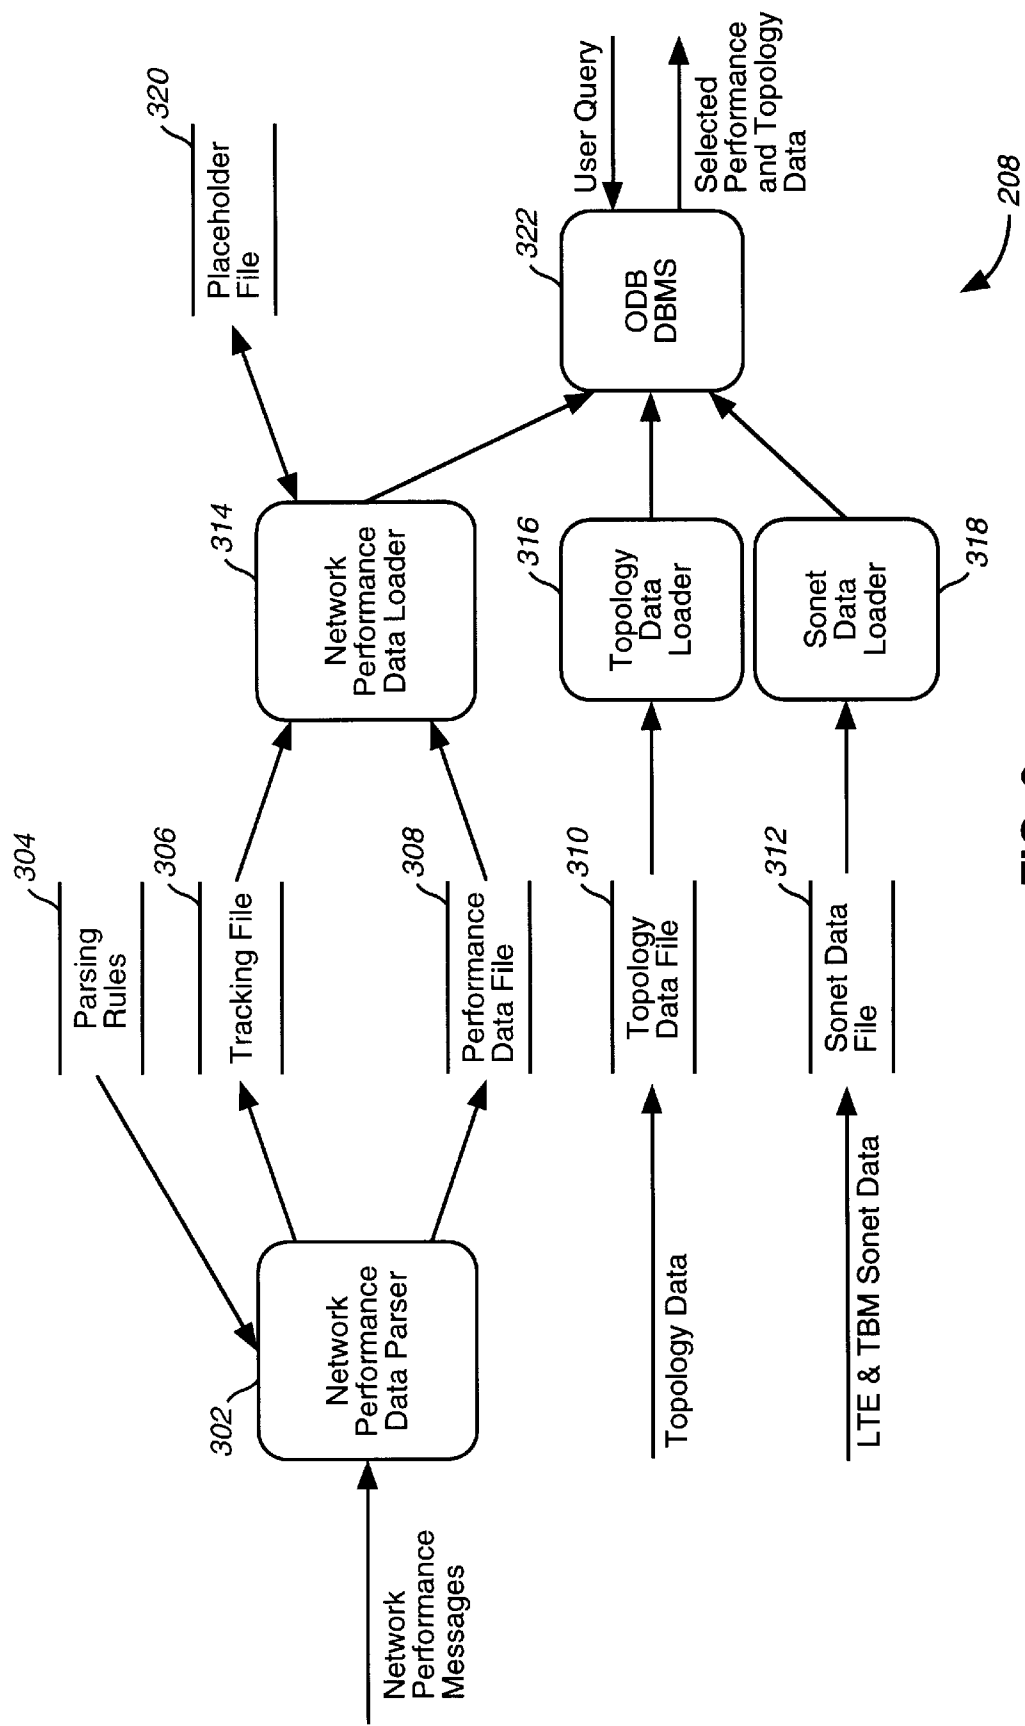 304
Parsing
Rules
306
Tracking File
302
Network
Performance
Data Parser
Network
Performance
Messages
308
Performance
Data File
314
Network
Performance
Data Loader
320
Placeholder
File
310
Topology
Data File
Topology Data
316
Topology
Data
Loader
312
Sonet Data
File
LTE & TBM Sonet Data
318
Sonet
Data
Loader
322
ODB
DBMS
User Query
Selected
Performance
and Topology
Data
208